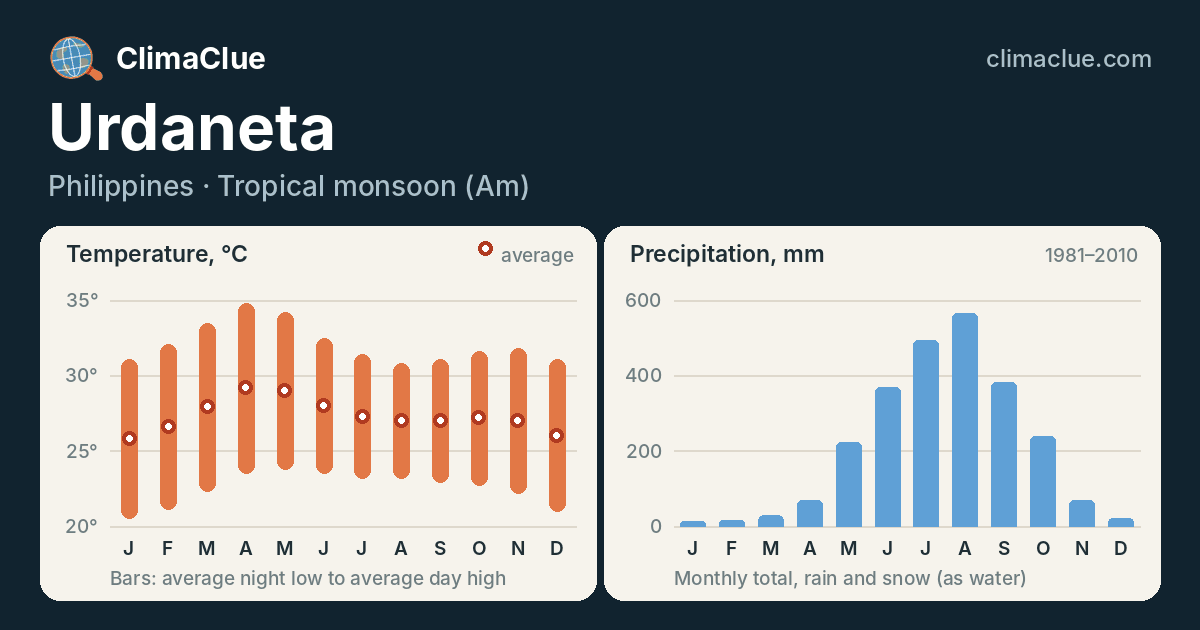 ClimaClue
climaclue.com
Urdaneta
Philippines · Tropical monsoon (Am)
Temperature, °C
average
35°
30°
25°
20°
J F M A M J J A S O N D
Bars: average night low to average day high
Precipitation, mm
1981–2010
600
400
200
0
J F M A M J J A S O N D
Monthly total, rain and snow (as water)